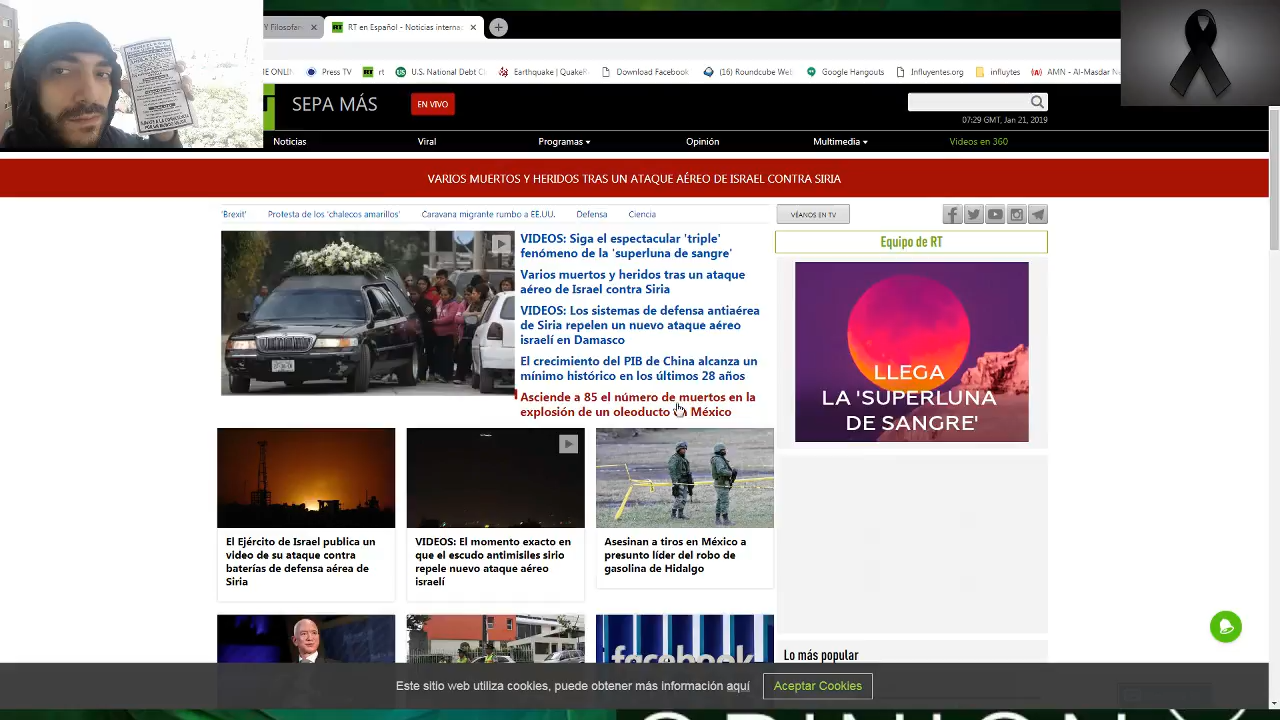 Y Filosofan
RT en Español - Noticias interna
Press TV
rt
U.S. National Debt Cl
Earthquake | QuakeR
Download Facebook
(16) Roundcube Web
Google Hangouts
Influyentes.org
influytes
AMN - Al-Masdar Ne
SEPA MÁS
EN VIVO
07:29 GMT, Jan 21, 2019
Noticias
Viral
Programas
Opinión
Multimedia
Videos en 360
VARIOS MUERTOS Y HERIDOS TRAS UN ATAQUE AÉREO DE ISRAEL CONTRA SIRIA
'Brexit'
Protesta de los 'chalecos amarillos'
Caravana migrante rumbo a EE.UU.
Defensa
Ciencia
VÉANOS EN TV
VIDEOS: Siga el espectacular 'triple'
fenómeno de la 'superluna de sangre'
Varios muertos y heridos tras un ataque
aéreo de Israel contra Siria
VIDEOS: Los sistemas de defensa antiaérea
de Siria repelen un nuevo ataque aéreo
israelí en Damasco
El crecimiento del PIB de China alcanza un
mínimo histórico en los últimos 28 años
Asciende a 85 el número de muertos en la
explosión de un oleoducto en México
Equipo de RT
LLEGA
LA 'SUPERLUNA
DE SANGRE'
El Ejército de Israel publica un
video de su ataque contra
baterías de defensa aérea de
Siria
VIDEOS: El momento exacto en
que el escudo antimisiles sirio
repele nuevo ataque aéreo
israelí
Asesinan a tiros en México a
presunto líder del robo de
gasolina de Hidalgo
facebook
Lo más popular
Este sitio web utiliza cookies, puede obtener más información aquí
Aceptar Cookies
OPINION Y